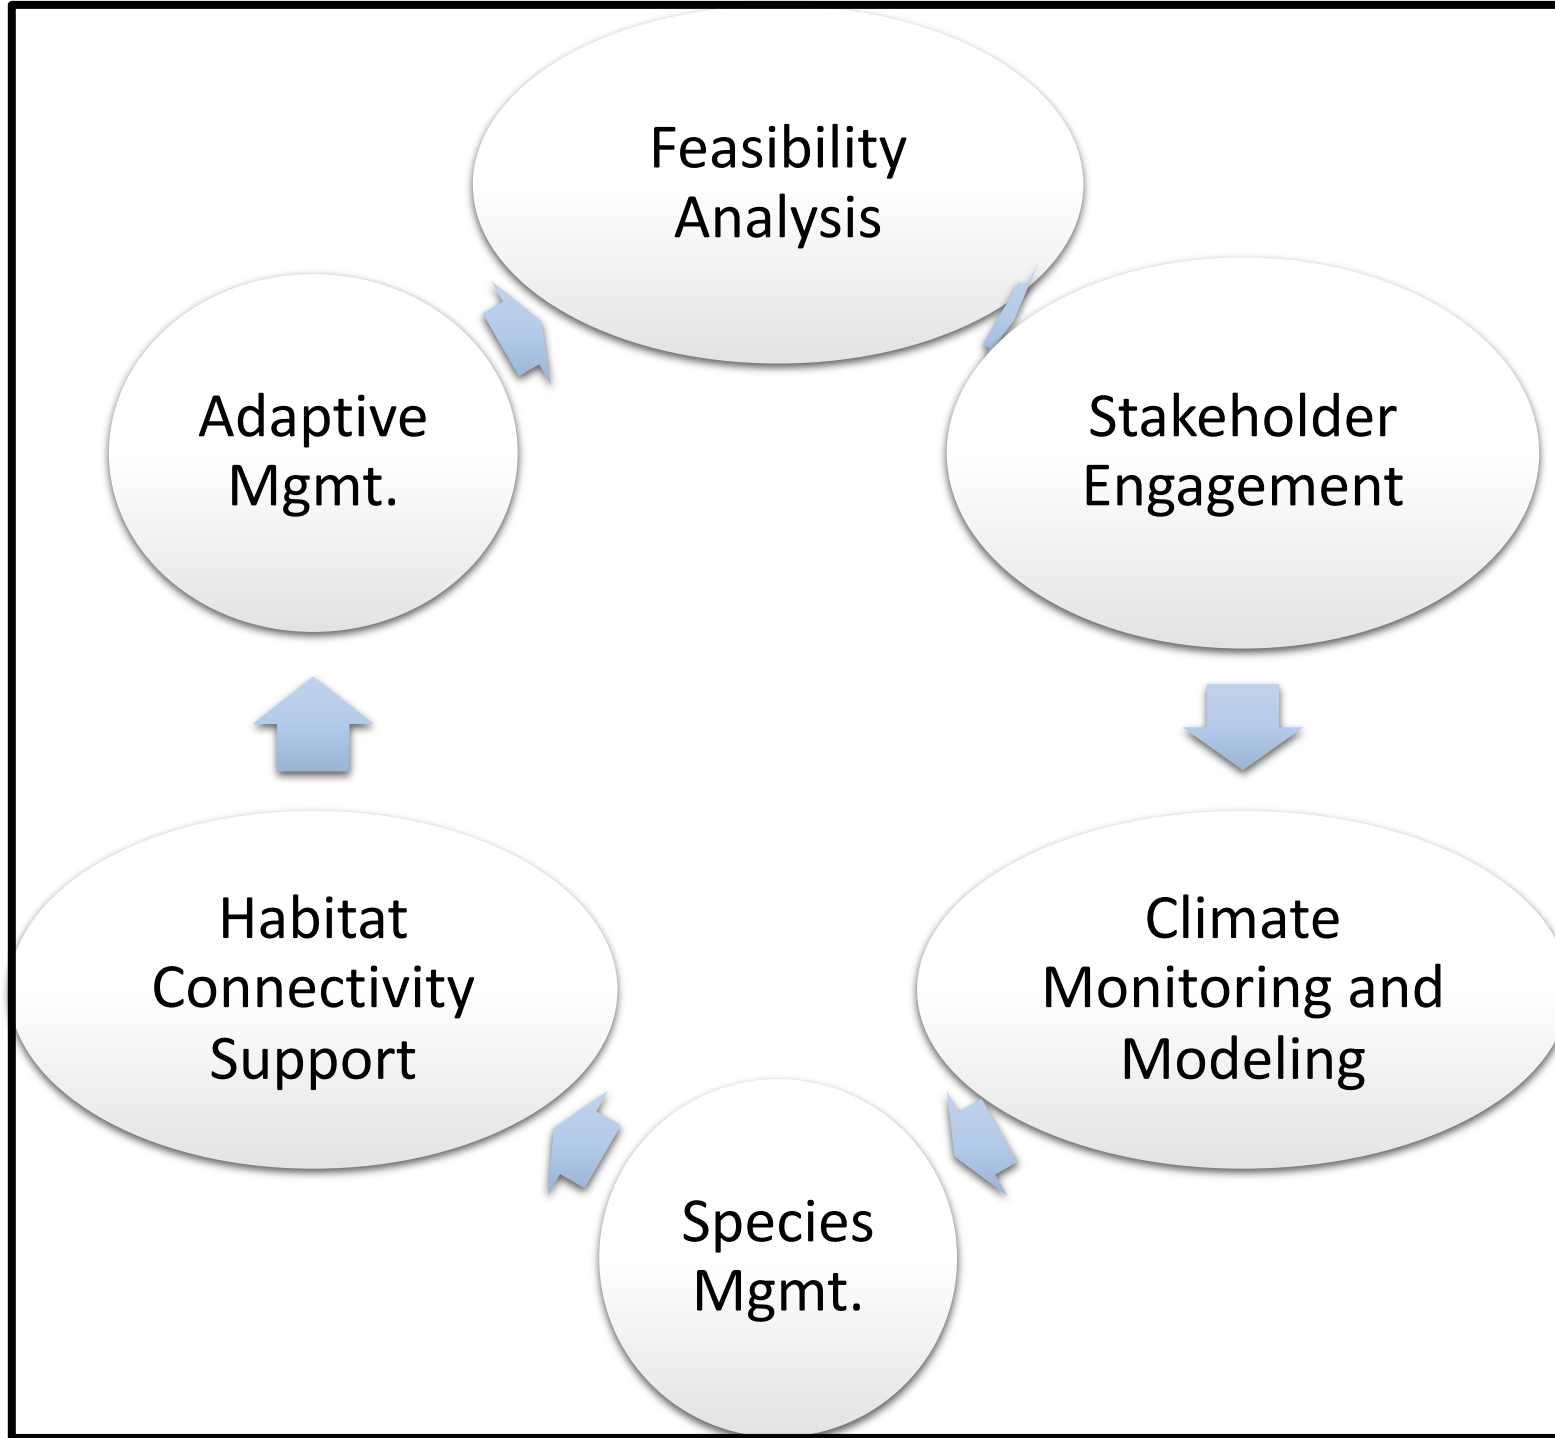 Feasibility
Analysis
Stakeholder
Engagement
Climate
Monitoring and
Modeling
Species
Mgmt.
Habitat
Connectivity
Support
Adaptive
Mgmt.